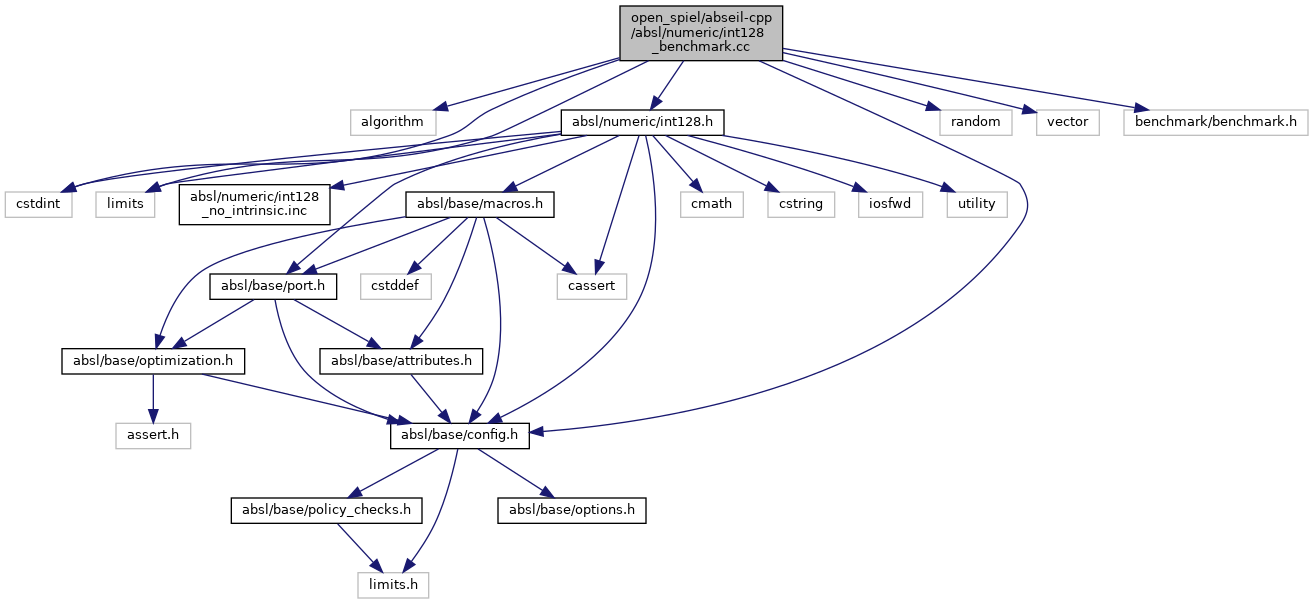 open_spiel/abseil-cpp
/absl/numeric/int128
_benchmark.cc
algorithm
absl/numeric/int128.h
random
vector
benchmark/benchmark.h
cstdint
limits
absl/numeric/int128
_no_intrinsic.inc
absl/base/macros.h
cmath
cstring
iosfwd
utility
absl/base/port.h
cstddef
cassert
absl/base/optimization.h
absl/base/attributes.h
assert.h
absl/base/config.h
absl/base/policy_checks.h
absl/base/options.h
limits.h